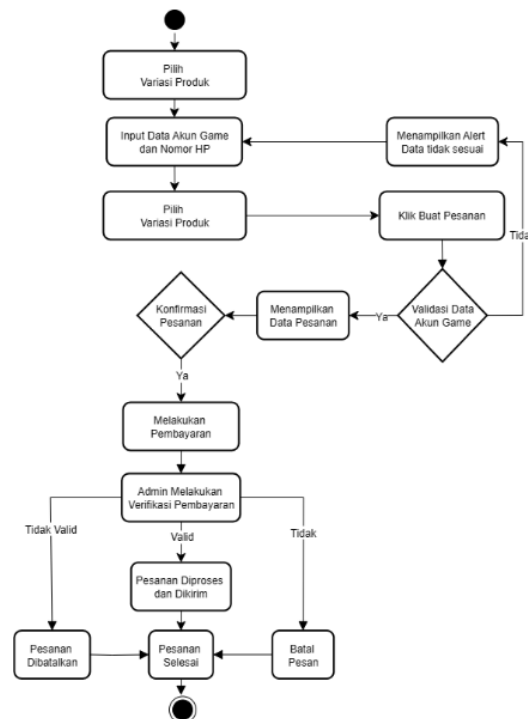 Pilih
Variasi Produk
Input Data Akun Game
dan Nomor HP
Menampilkan Alert
Data tidak sesuai
Pilih
Variasi Produk
Klik Buat Pesanan
Tidak
Konfirmasi
Pesanan
Menampilkan
Data Pesanan
Ya
Validasi Data
Akun Game
Ya
Melakukan
Pembayaran
Admin Melakukan
Verifikasi Pembayaran
Tidak Valid
Valid
Tidak
Pesanan Diproses
dan Dikirim
Pesanan
Dibatalkan
Pesanan
Selesai
Batal
Pesan